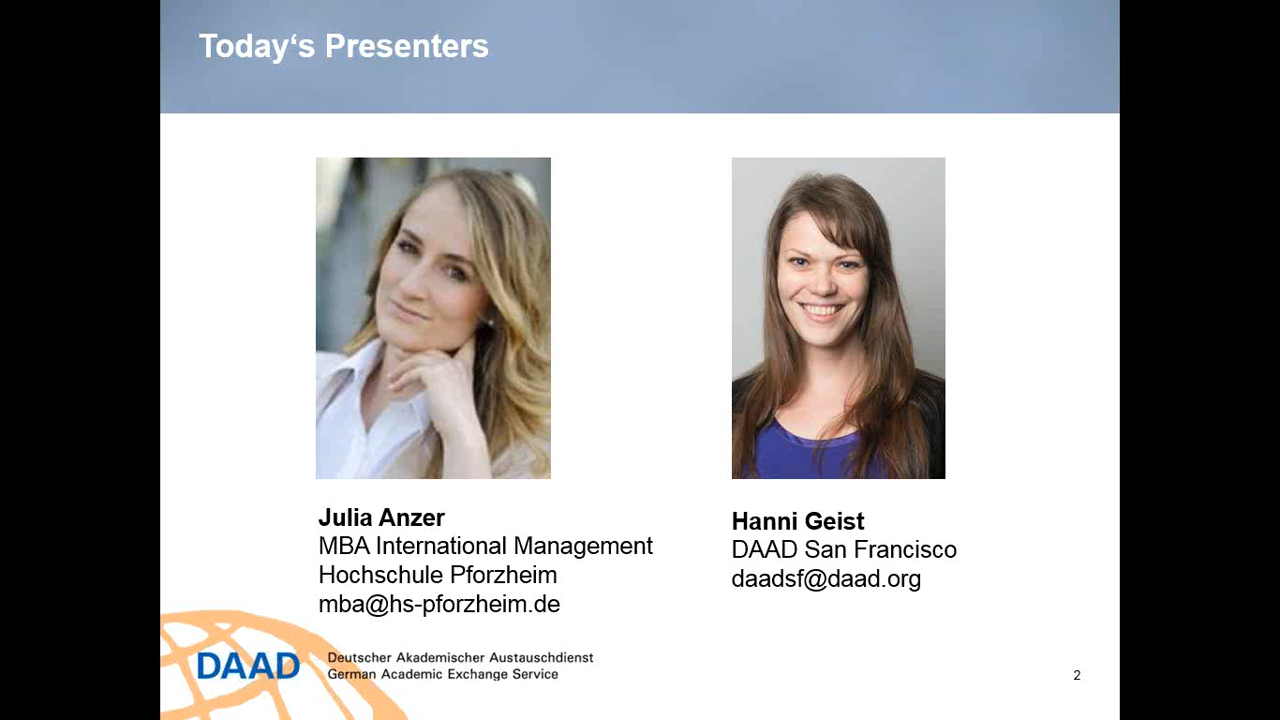 Today‘s Presenters
Julia Anzer
MBA International Management
Hochschule Pforzheim
mba@hs-pforzheim.de
Hanni Geist
DAAD San Francisco
daadsf@daad.org
DAAD
Deutscher Akademischer Austauschdienst
German Academic Exchange Service
2